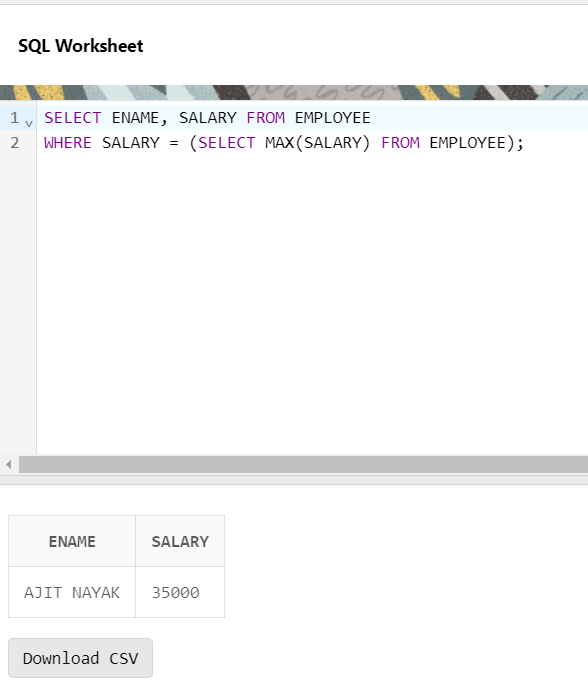 SQL Worksheet
1 SELECT ENAME, SALARY FROM EMPLOYEE
2 WHERE SALARY = (SELECT MAX(SALARY) FROM EMPLOYEE);
ENAME SALARY
AJIT NAYAK 35000
Download CSV